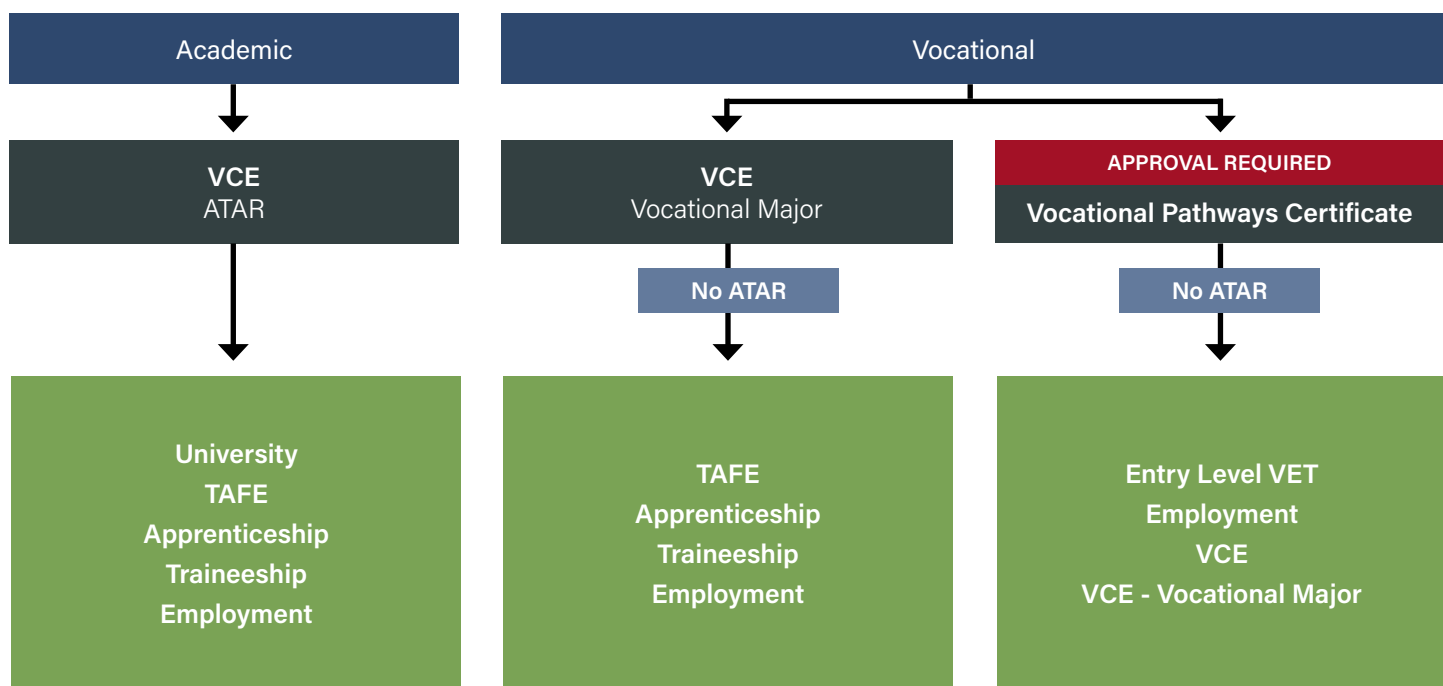 Academic
Vocational
VCE
ATAR
VCE
Vocational Major
APPROVAL REQUIRED
Vocational Pathways Certificate
No ATAR
No ATAR
University
TAFE
Apprenticeship
Traineeship
Employment
TAFE
Apprenticeship
Traineeship
Employment
Entry Level VET
Employment
VCE
VCE - Vocational Major